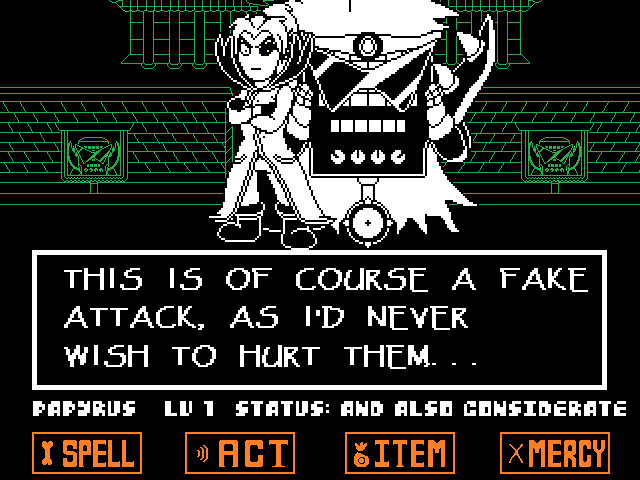 THIS IS OF COURSE A FAKE
ATTACK, AS I'D NEVER
WISH TO HURT THEM...
PAPYRUS LV 1 STATUS: AND ALSO CONSIDERATE
SPELL ACT ITEM MERCY